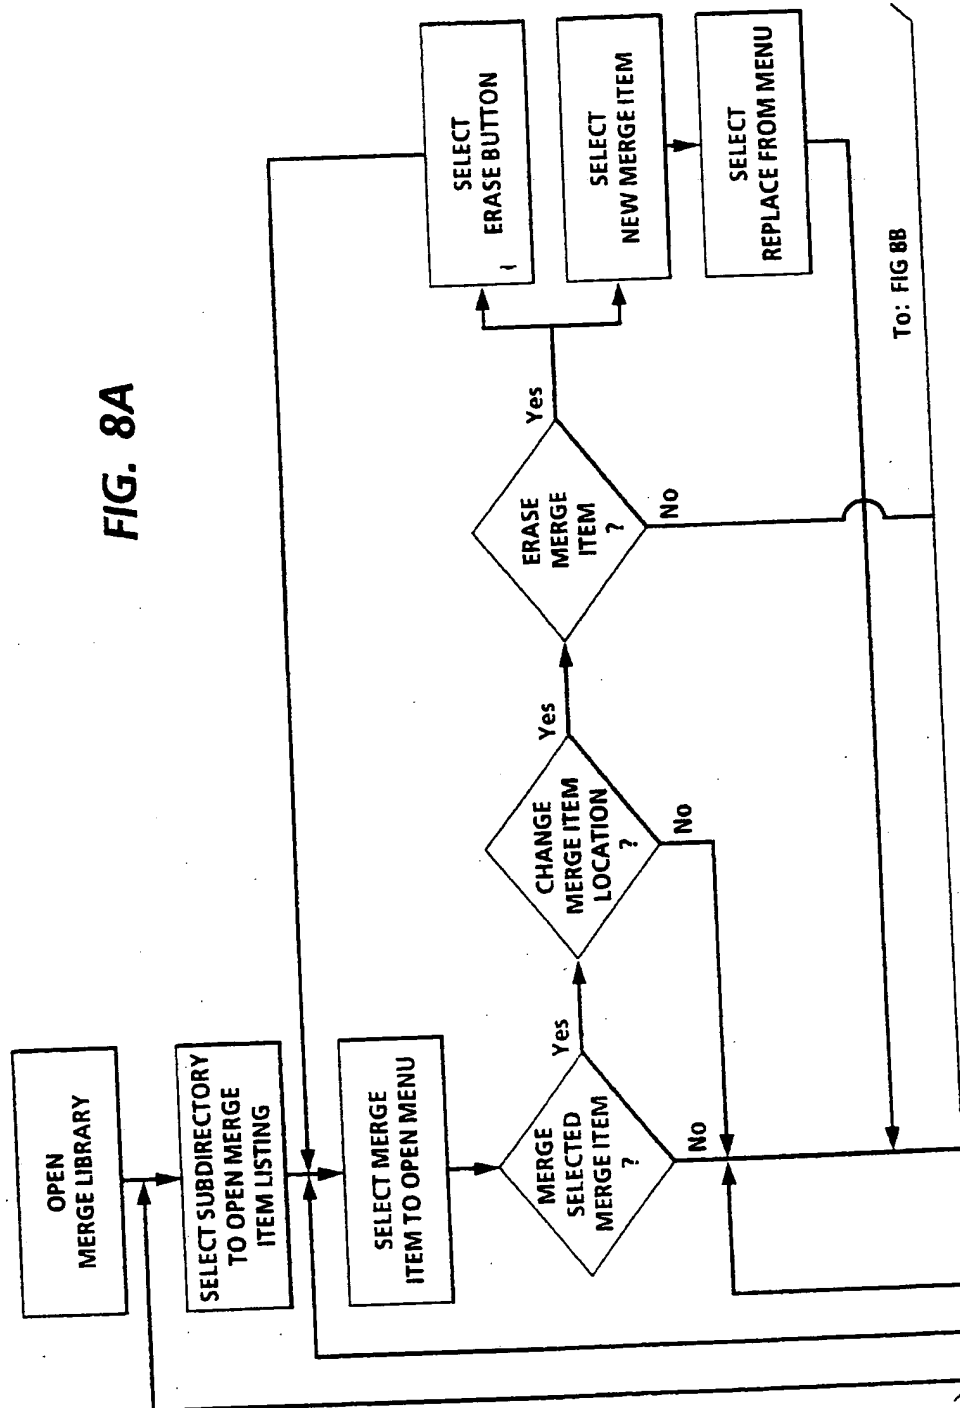 FIG. 8A
OPEN
MERGE LIBRARY
SELECT SUBDIRECTORY
TO OPEN MERGE
ITEM LISTING
SELECT MERGE
ITEM TO OPEN MENU
MERGE
SELECTED
MERGE ITEM
?
Yes
No
CHANGE
MERGE ITEM
LOCATION
?
Yes
No
ERASE
MERGE
ITEM
?
Yes
No
SELECT
ERASE BUTTON
SELECT
NEW MERGE ITEM
SELECT
REPLACE FROM MENU
To: FIG 8B